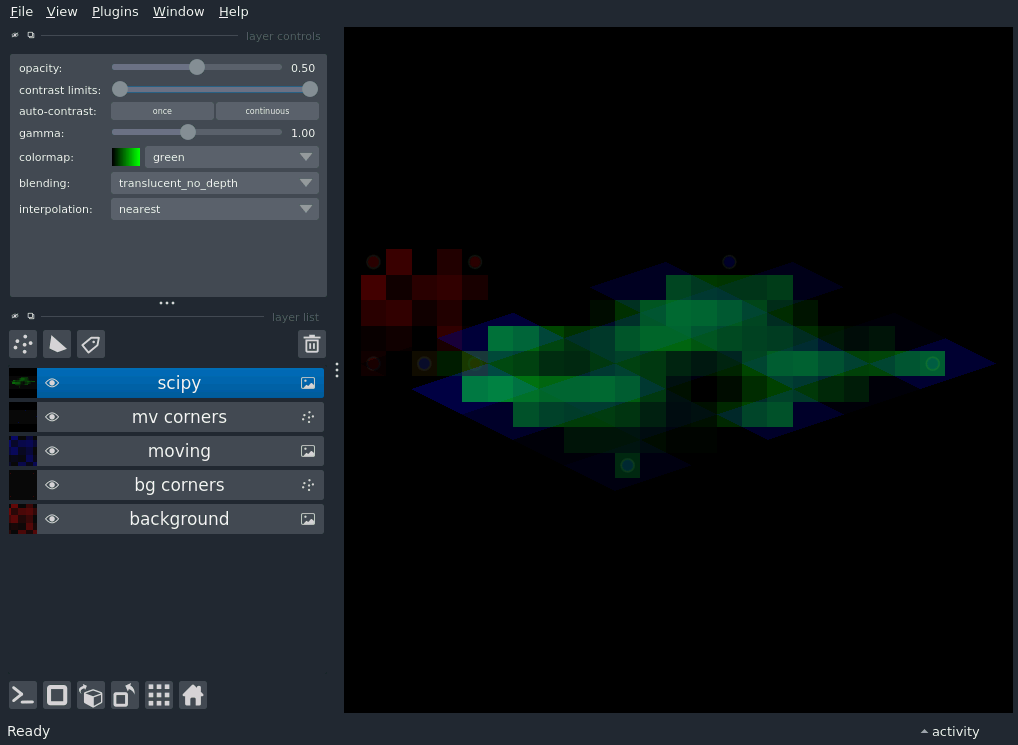 File View Plugins Window Help
layer controls
opacity: 0.50
contrast limits:
auto-contrast: once continuous
gamma: 1.00
colormap: green
blending: translucent_no_depth
interpolation: nearest
layer list
scipy
mv corners
moving
bg corners
background
Ready activity